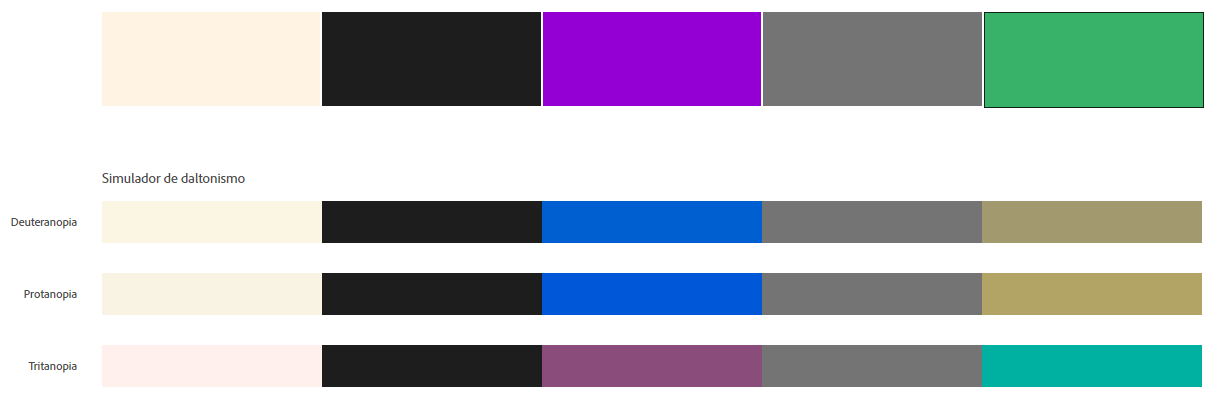 Simulador de daltonismo
Deuteranopia
Protanopia
Tritanopia